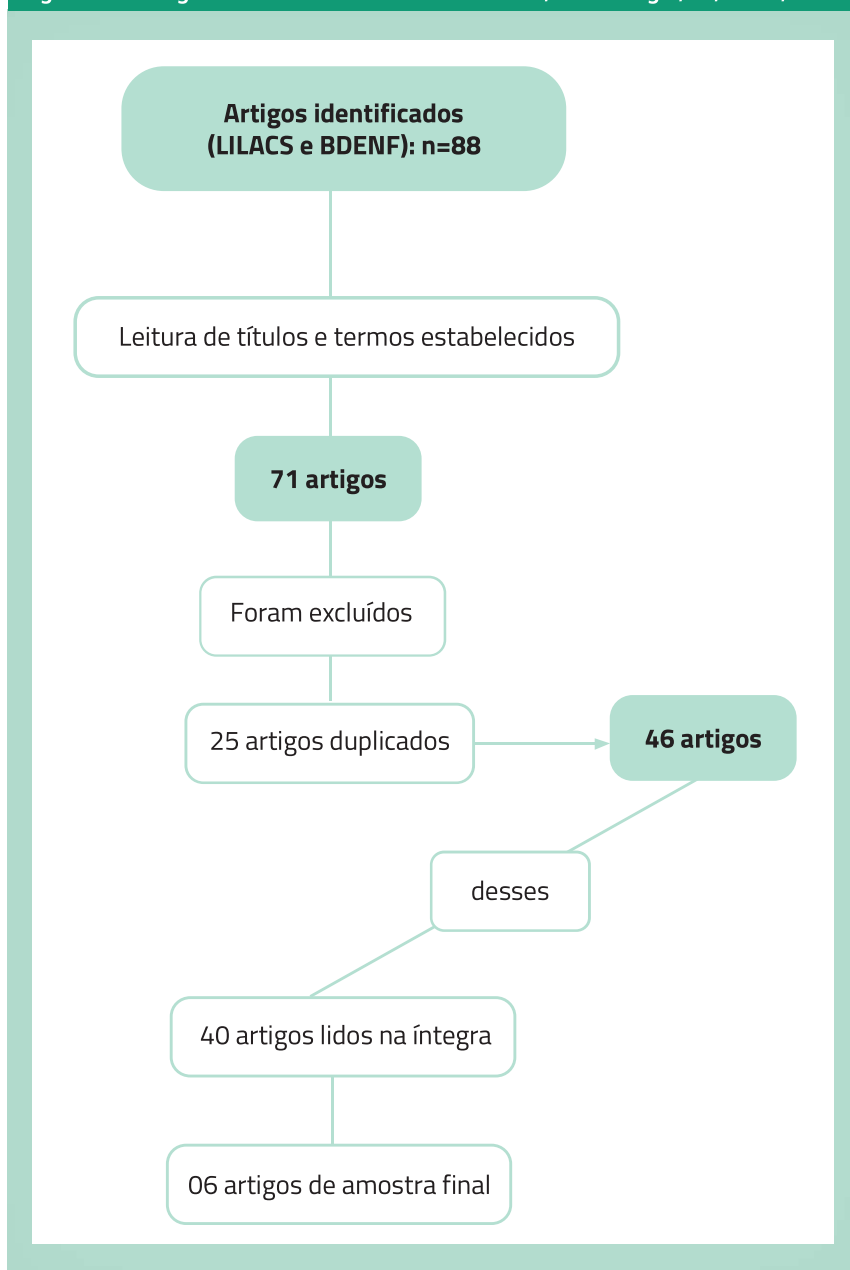 Artigos identificados
(LILACS e BDENF): n=88
Leitura de títulos e termos estabelecidos
71 artigos
Foram excluídos
25 artigos duplicados
46 artigos
desses
40 artigos lidos na íntegra
06 artigos de amostra final